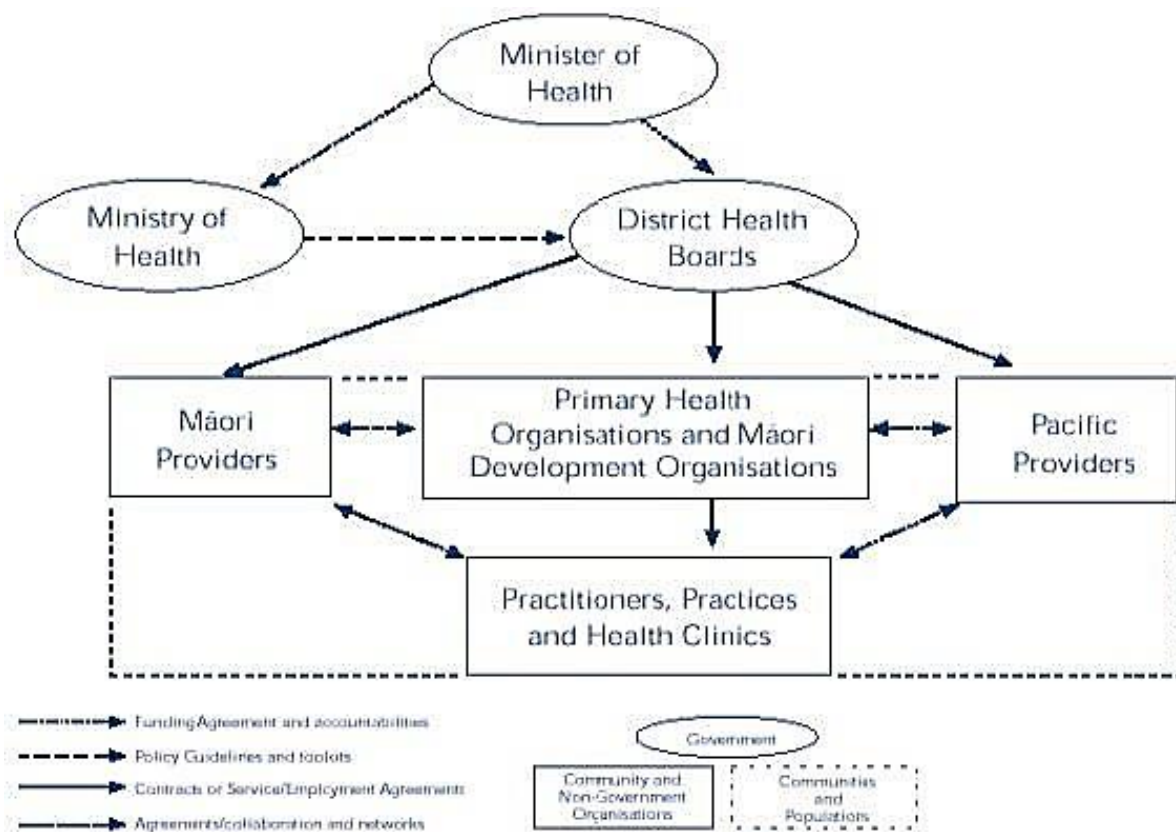 Minister of
Health
Ministry of
Health
District Health
Boards
Māori
Providers
Primary Health
Organisations and Māori
Development Organisations
Pacific
Providers
Practitioners, Practices
and Health Clinics
Funding Agreement and accountabilities
Policy Guidelines and toolkits
Contracts or Service/Employment Agreements
Agreements/collaboration and networks
Government
Community and
Non-Government
Organisations
Communities
and
Populations